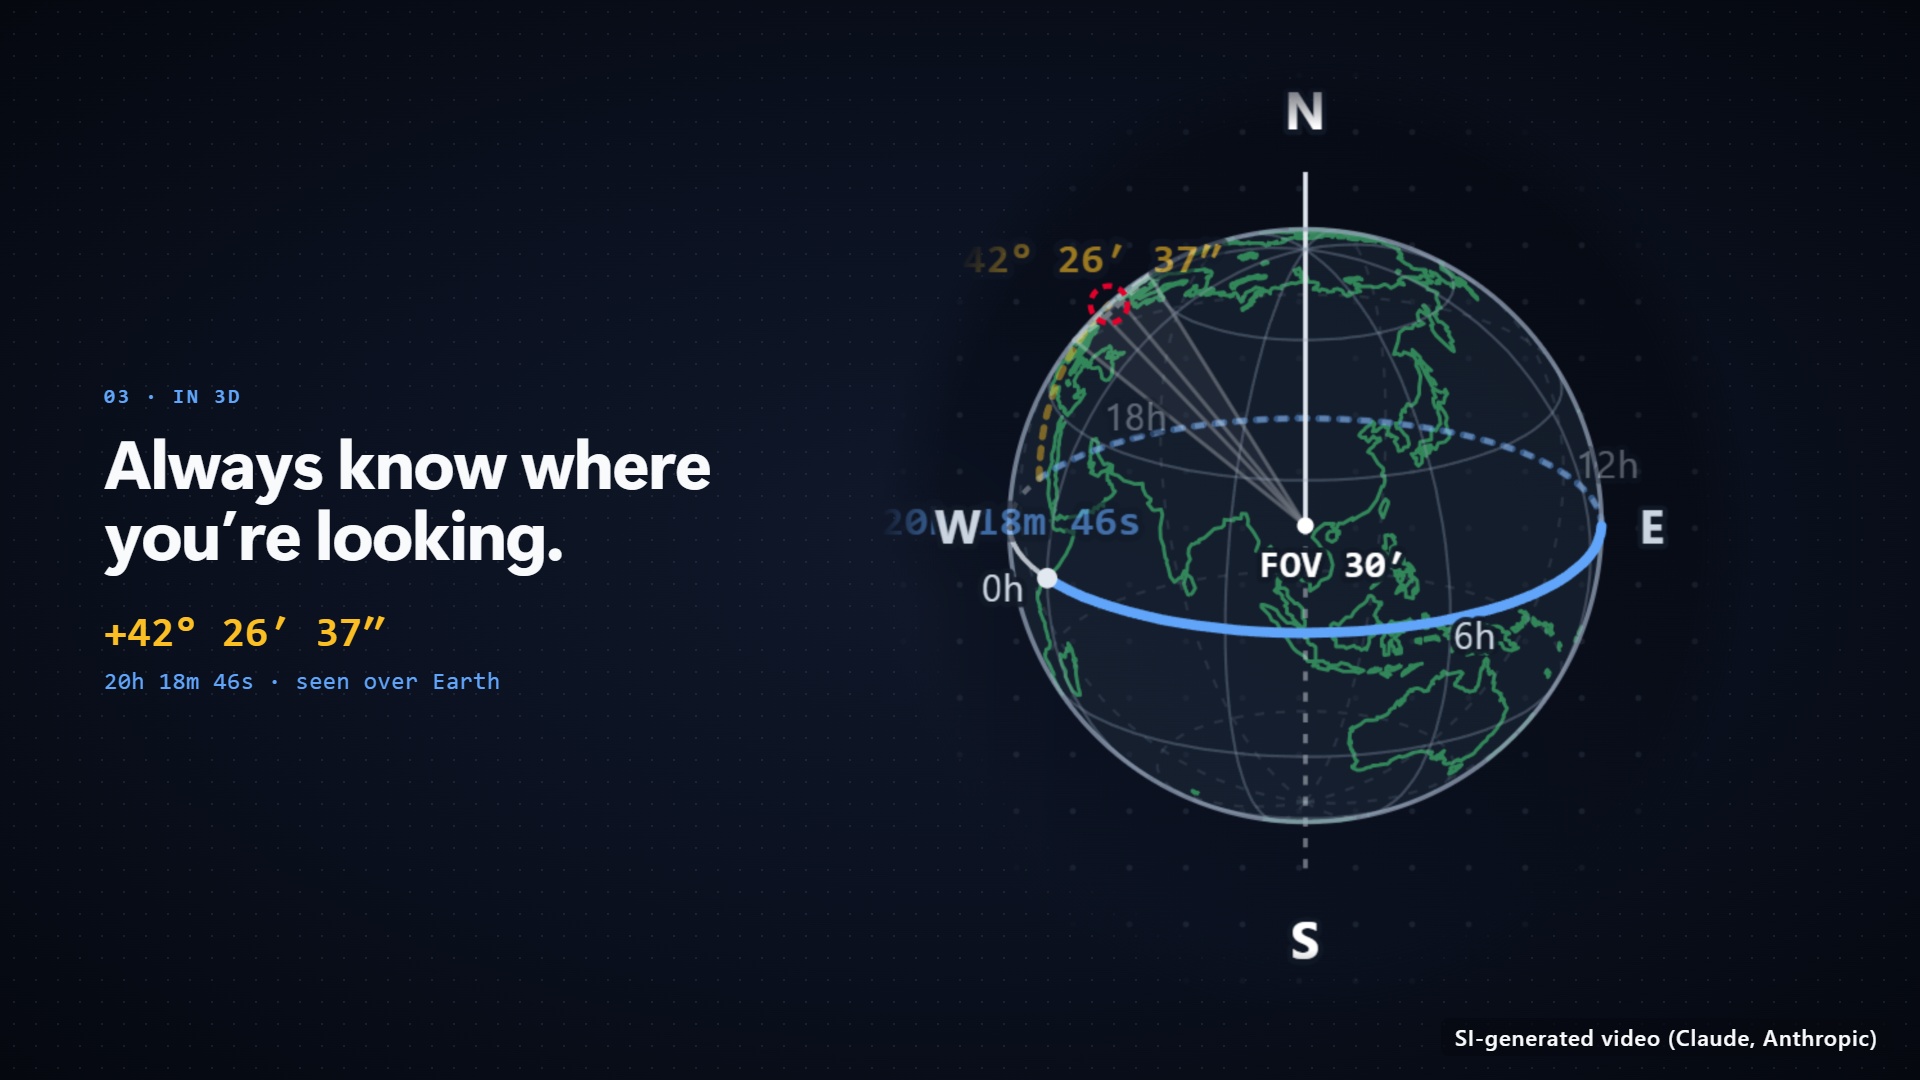 03 · IN 3D
Always know where
you’re looking.
+42° 26′ 37″
20h 18m 46s · seen over Earth
N
42° 26′ 37″
18h
12h
W
18m 46s
E
FOV 30′
0h
6h
S
SI-generated video (Claude, Anthropic)